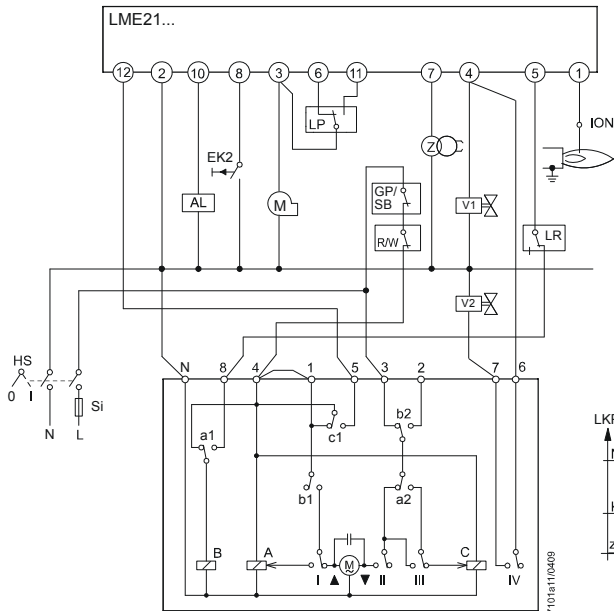 LME21...
12 2 10 8 3 6 11 7 4 5 1
LP
ION
EK2
Z
GP/
SB
AL
M
V1
R/W
LR
V2
HS
0 I
Si
N L
N 8 4 1 5 3 2 7 6
a1
c1
b2
b1
a2
B A I M II III C IV
7101a11/0409